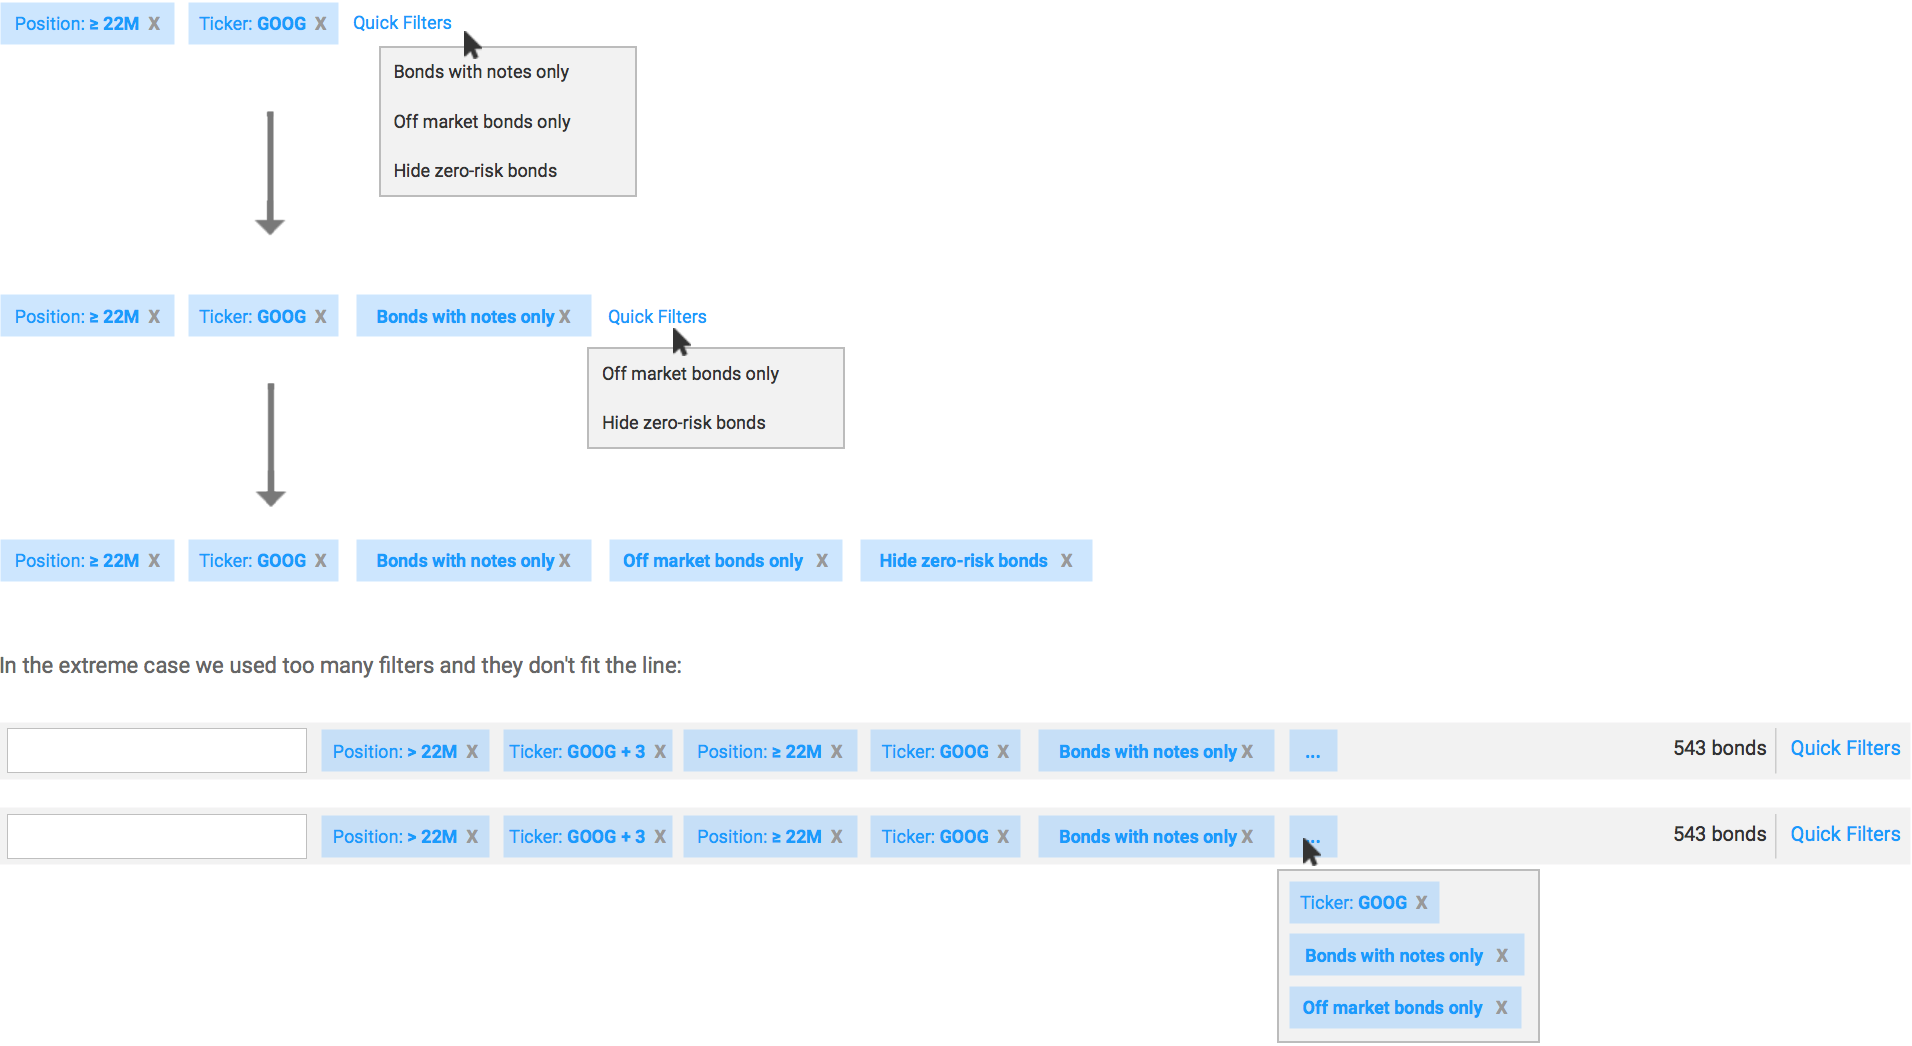 Position: ≥ 22M X Ticker: GOOG X Quick Filters
Bonds with notes only
Off market bonds only
Hide zero-risk bonds
Position: ≥ 22M X Ticker: GOOG X Bonds with notes only X Quick Filters
Off market bonds only
Hide zero-risk bonds
Position: ≥ 22M X Ticker: GOOG X Bonds with notes only X Off market bonds only X Hide zero-risk bonds X
In the extreme case we used too many filters and they don't fit the line:
Position: > 22M X Ticker: GOOG + 3 X Position: ≥ 22M X Ticker: GOOG X Bonds with notes only X ... 543 bonds Quick Filters
Position: > 22M X Ticker: GOOG + 3 X Position: ≥ 22M X Ticker: GOOG X Bonds with notes only X ... 543 bonds Quick Filters
Ticker: GOOG X
Bonds with notes only X
Off market bonds only X